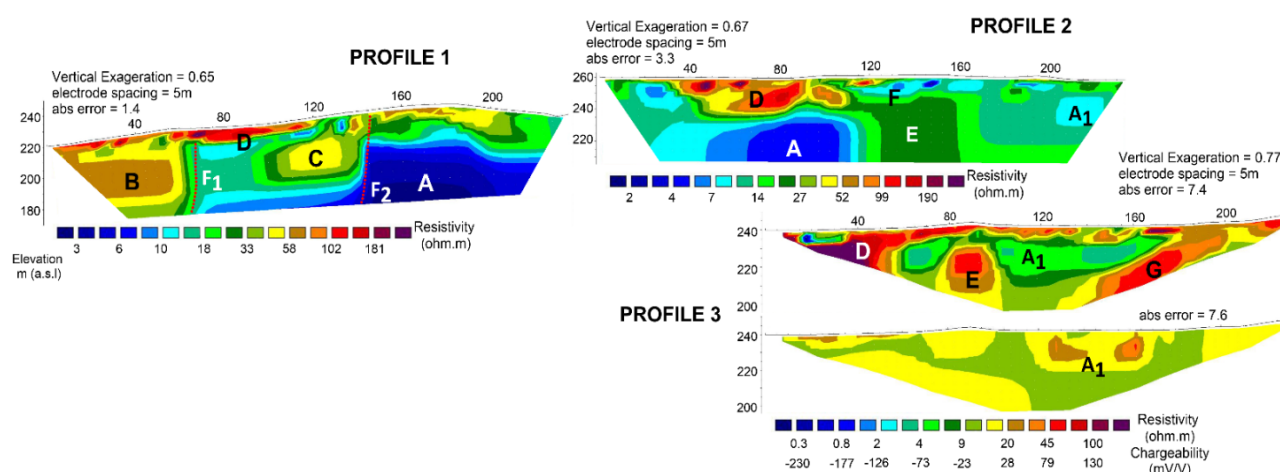 PROFILE 1
Vertical Exageration = 0.65
electrode spacing = 5m
abs error = 1.4
40
120
200
240
220
200
180
B
F1
D
C
F2
A
3 6 10 18 33 58 102 181
Resistivity
(ohm.m)
Elevation
m (a.s.l)
PROFILE 2
Vertical Exageration = 0.67
electrode spacing = 5m
abs error = 3.3
40
80
120
160
200
260
240
220
260
D
F
A1
A
E
2 4 7 14 27 52 99 190
Resistivity
(ohm.m)
Vertical Exageration = 0.77
electrode spacing = 5m
abs error = 7.4
40
80
120
160
200
240
220
200
D
E
A1
G
PROFILE 3
abs error = 7.6
240
220
200
A1
Resistivity
(ohm.m)
0.3 0.8 2 4 9 20 45 100
-230 -177 -126 -73 -23 28 79 130
Chargeability
(mV/V)